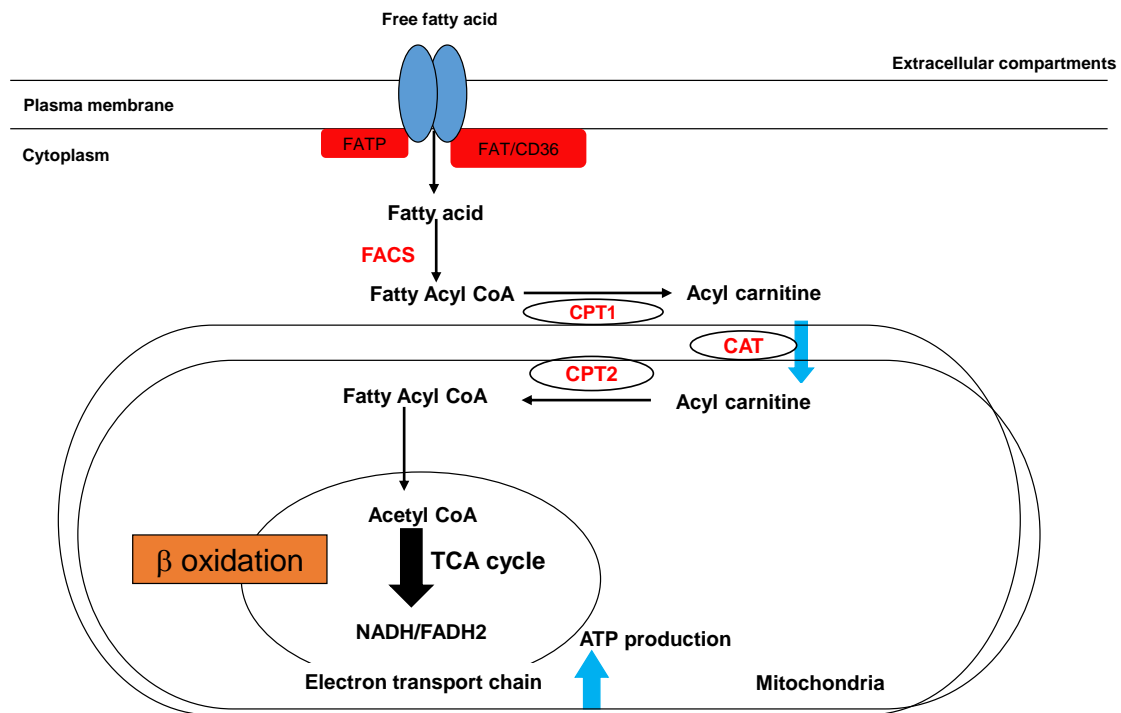 Free fatty acid
Extracellular compartments
Plasma membrane
Cytoplasm
FATP
FAT/CD36
Fatty acid
FACS
Fatty Acyl CoA
Acyl carnitine
CPT1
CAT
CPT2
Fatty Acyl CoA
Acyl carnitine
Acetyl CoA
β oxidation
TCA cycle
NADH/FADH2
ATP production
Electron transport chain
Mitochondria